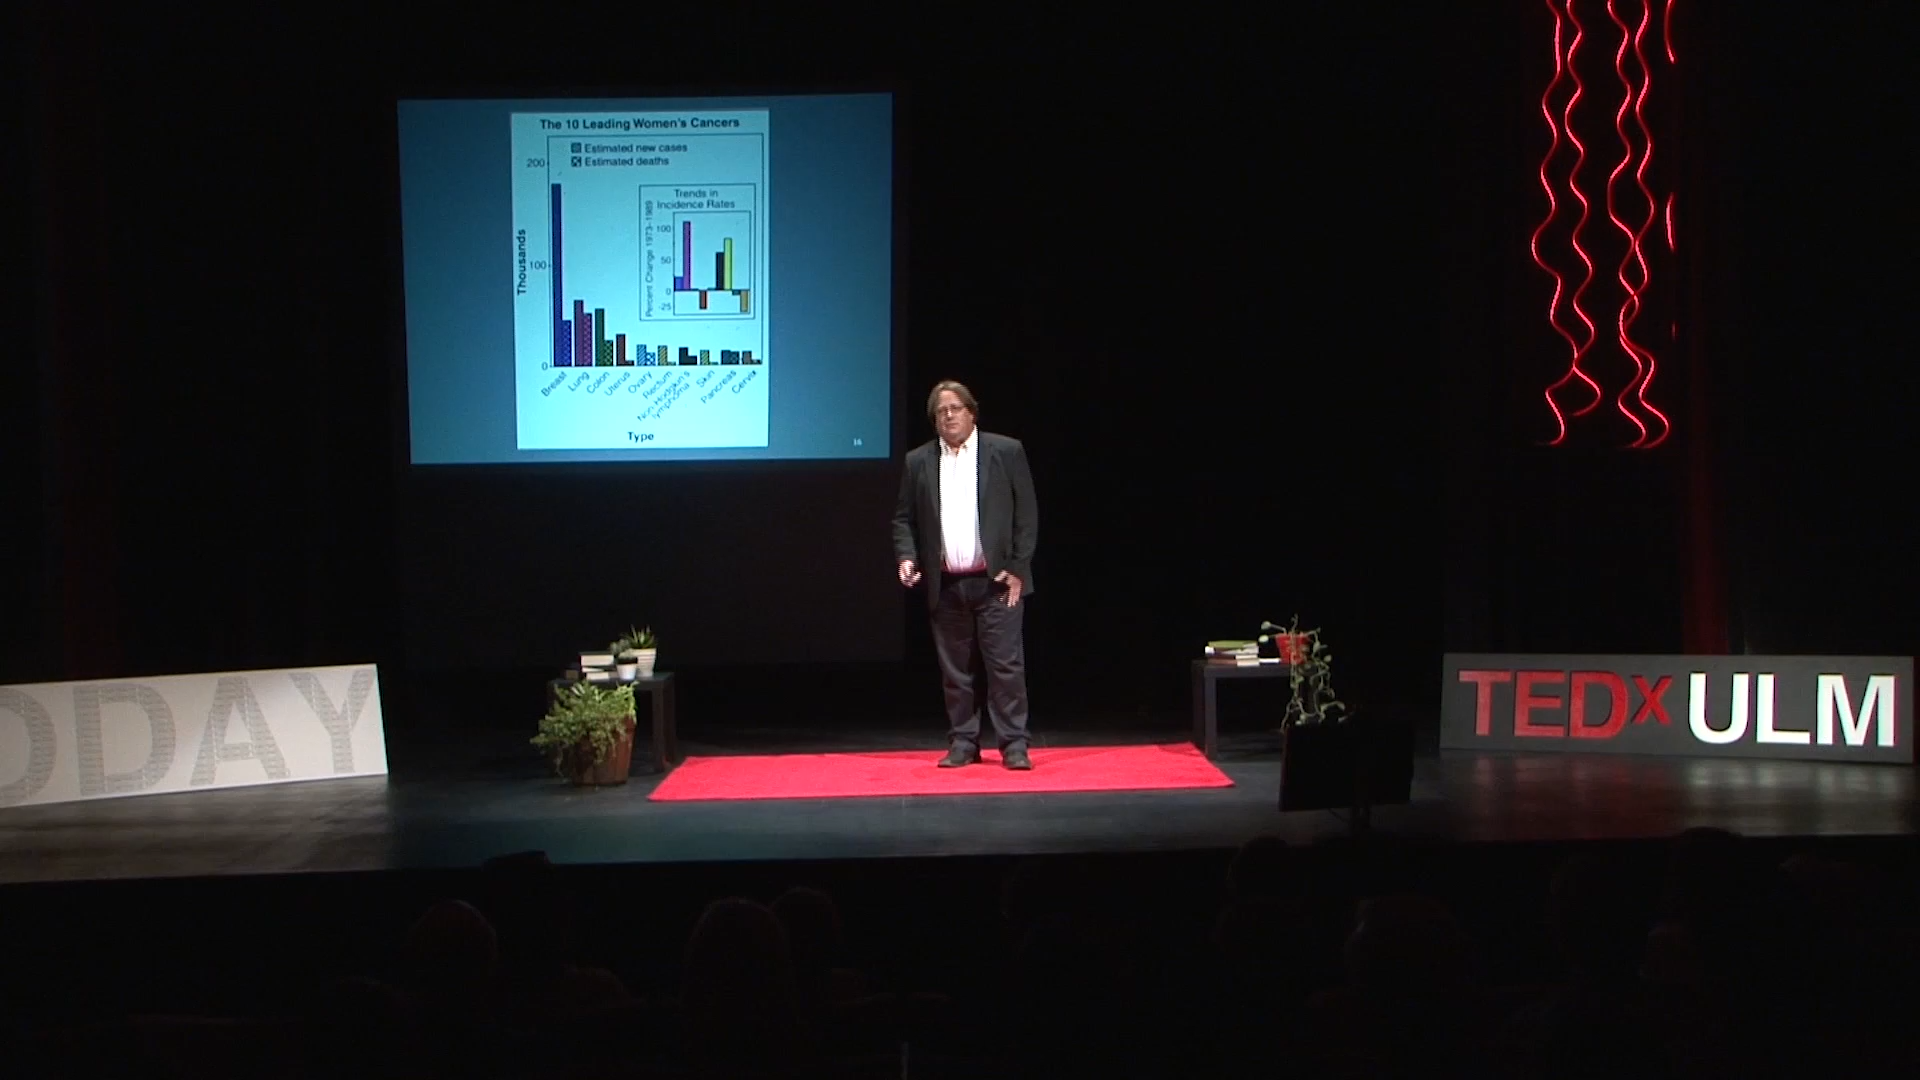 The 10 Leading Women's Cancers
Estimated new cases
Estimated deaths
200
100
0
Thousands
Trends in
Incidence Rates
Percent Change 1973-1989
100
50
0
-25
Breast
Lung
Colon
Uterus
Ovary
Rectum
Non-Hodgkin's
lymphoma
Skin
Pancreas
Cervix
Type
16
ODAY
TEDx ULM